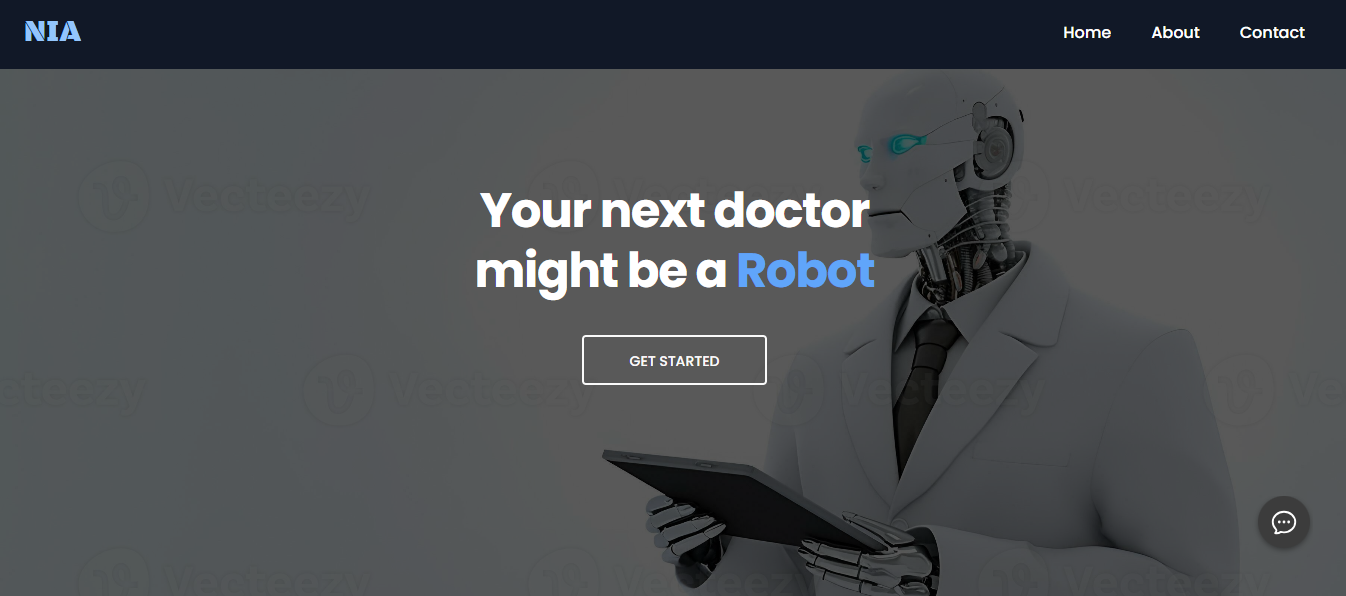 NIA
Home About Contact
Vecteezy Vecteezy Vecteezy
Your next doctor
might be a Robot
GET STARTED
Vecteezy Vecteezy Vecteezy
Vecteezy Vecteezy Vecteezy